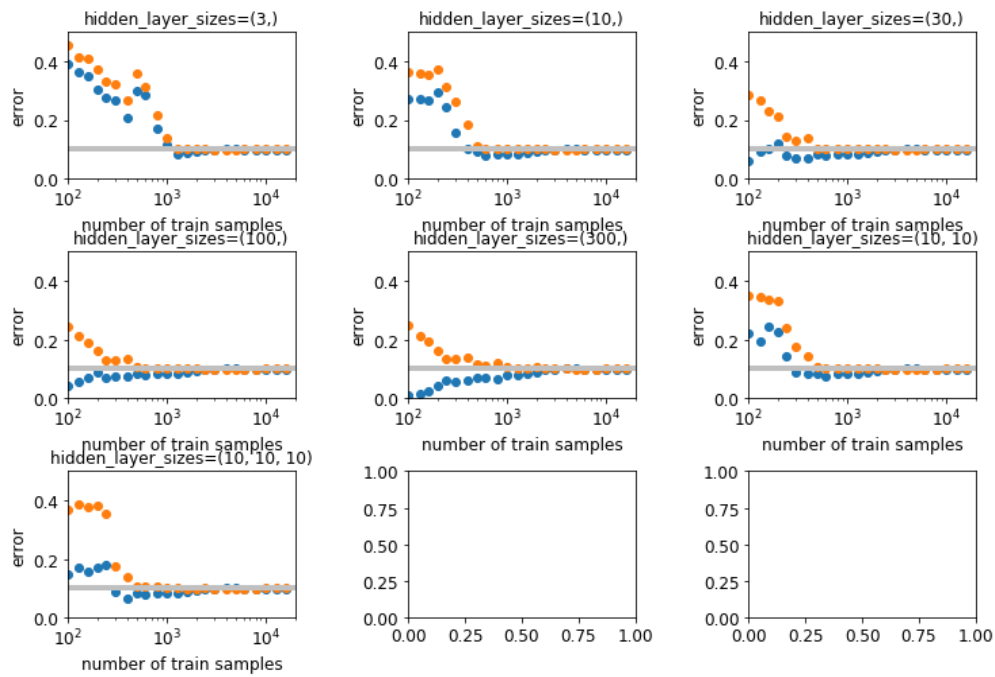 hidden_layer_sizes=(3,)
0.4
0.2
0.0
error
10^2 10^3 10^4
number of train samples
hidden_layer_sizes=(10,)
0.4
0.2
0.0
error
10^2 10^3 10^4
number of train samples
hidden_layer_sizes=(30,)
0.4
0.2
0.0
error
10^2 10^3 10^4
number of train samples
hidden_layer_sizes=(100,)
0.4
0.2
0.0
error
10^2 10^3 10^4
number of train samples
hidden_layer_sizes=(300,)
0.4
0.2
0.0
error
10^2 10^3 10^4
number of train samples
hidden_layer_sizes=(10, 10)
0.4
0.2
0.0
error
10^2 10^3 10^4
number of train samples
hidden_layer_sizes=(10, 10, 10)
0.4
0.2
0.0
error
10^2 10^3 10^4
number of train samples
1.00
0.75
0.50
0.25
0.00
0.00 0.25 0.50 0.75 1.00
1.00
0.75
0.50
0.25
0.00
0.00 0.25 0.50 0.75 1.00